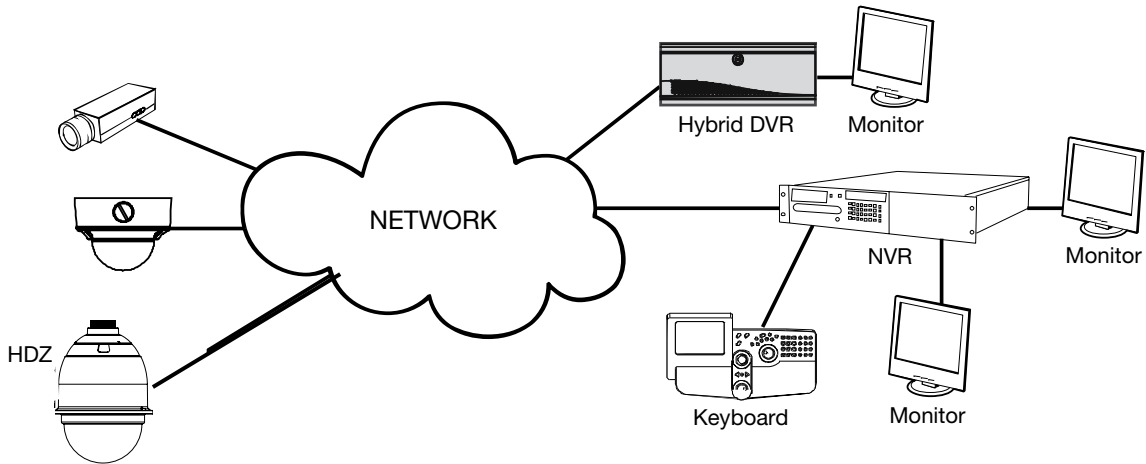 Hybrid DVR
Monitor
NETWORK
NVR
Monitor
HDZ
Keyboard
Monitor